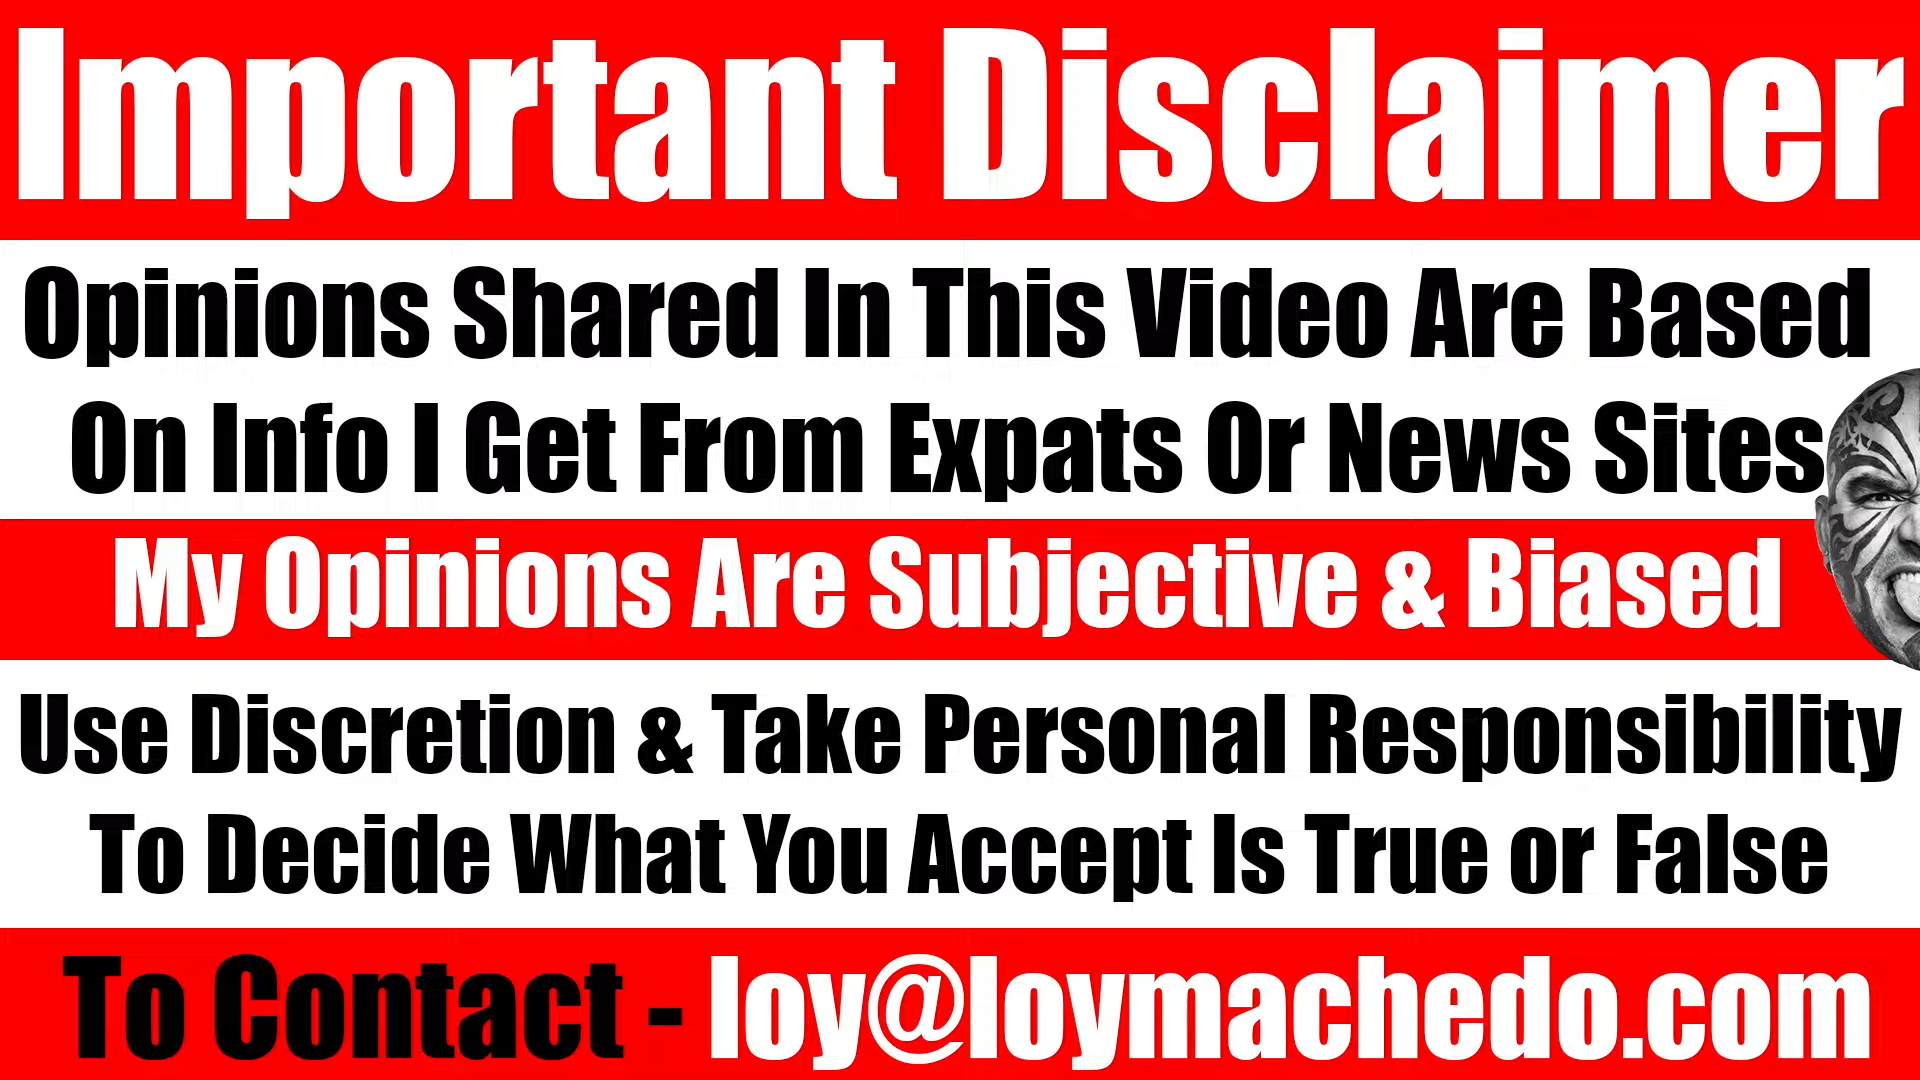 Important Disclaimer
Opinions Shared In This Video Are Based
On Info I Get From Expats Or News Sites
My Opinions Are Subjective & Biased
Use Discretion & Take Personal Responsibility
To Decide What You Accept Is True or False
To Contact - loy@loymachedo.com